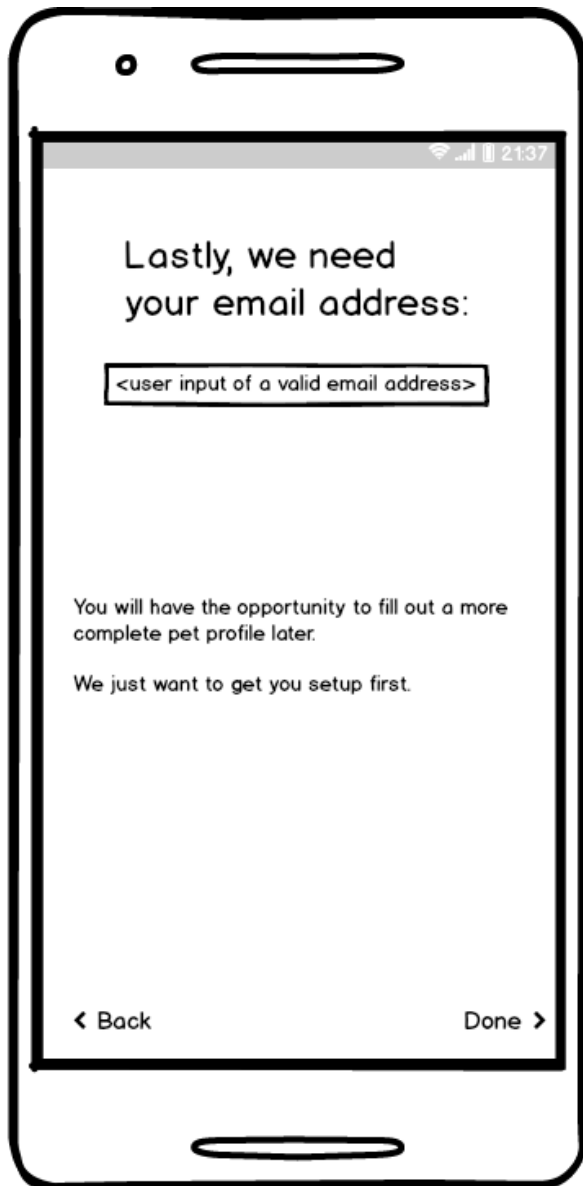 21:37
Lastly, we need
your email address:
<user input of a valid email address>
You will have the opportunity to fill out a more
complete pet profile later.
We just want to get you setup first.
Back
Done